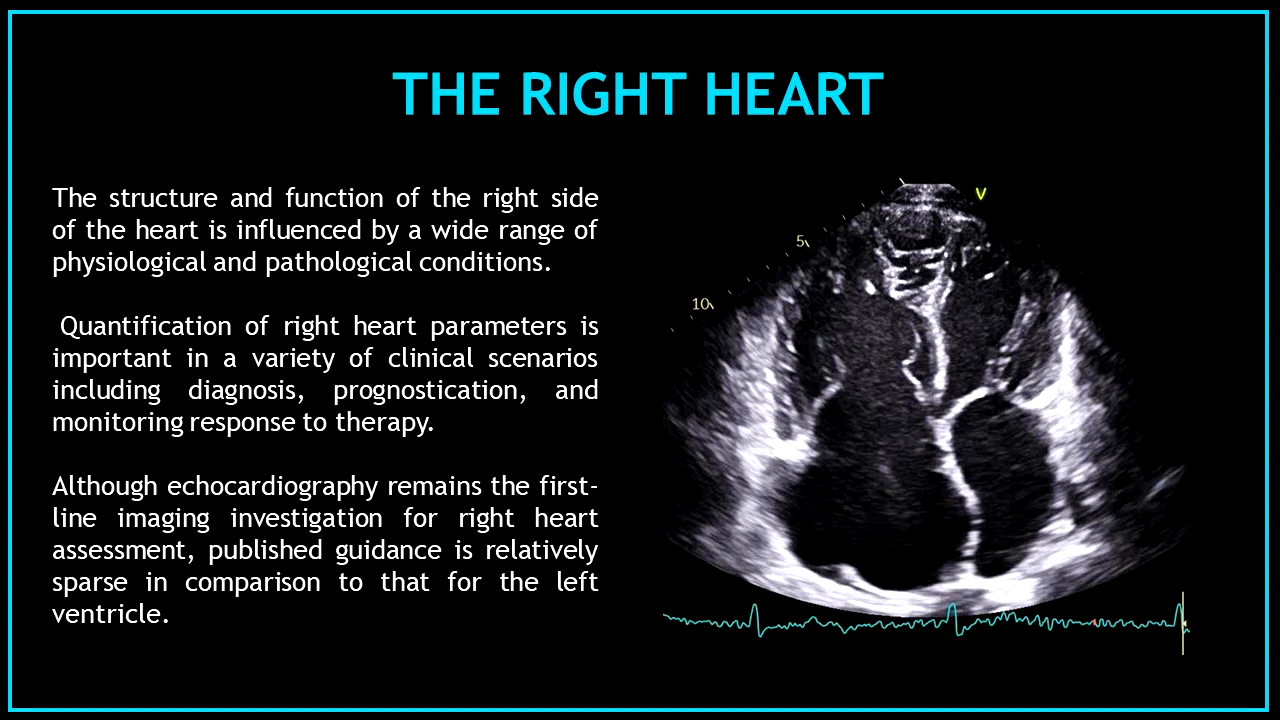 THE RIGHT HEART
The structure and function of the right side
of the heart is influenced by a wide range of
physiological and pathological conditions.
Quantification of right heart parameters is
important in a variety of clinical scenarios
including diagnosis, prognostication, and
monitoring response to therapy.
Although echocardiography remains the first-
line imaging investigation for right heart
assessment, published guidance is relatively
sparse in comparison to that for the left
ventricle.
V
5
10